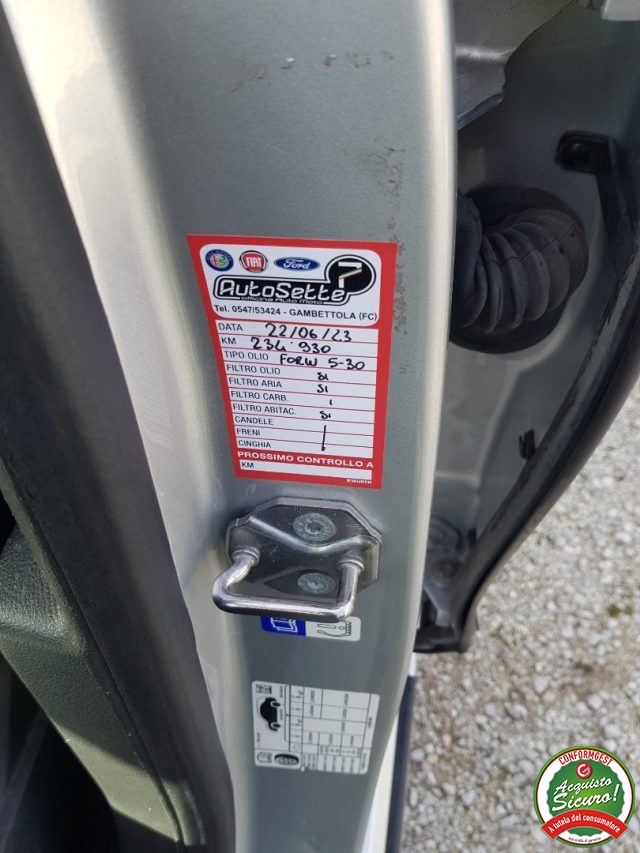 FIAT
Ford
7
AutoSette
officina Auto Moto
Tel. 0547/53424 - GAMBETTOLA (FC)
DATA 22/06/23
KM 234'930
TIPO OLIO FORW 5-30
FILTRO OLIO SI
FILTRO ARIA SI
FILTRO CARB. /
FILTRO ABITAC. SI
CANDELE /
FRENI
CINGHIA
PROSSIMO CONTROLLO A
KM
WÜRTH
CONFORMGEST
Acquisto
Sicuro!
A tutela del consumatore